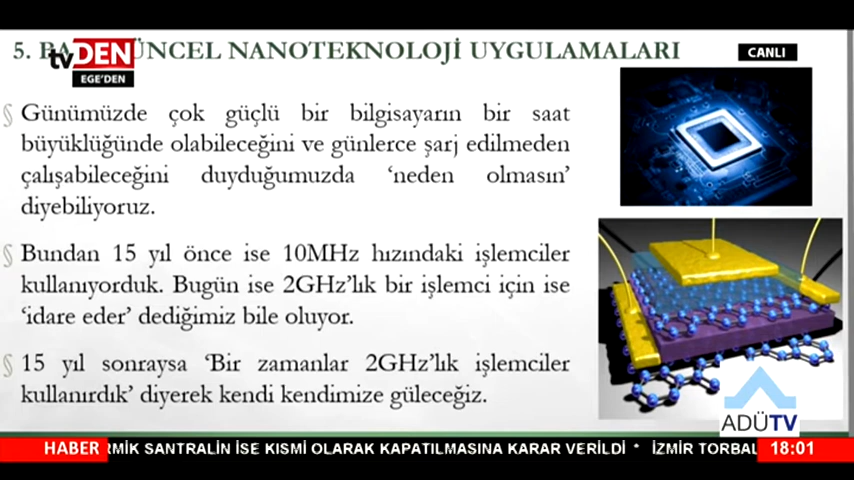 5. BA ÜNCEL NANOTEKNOLOJİ UYGULAMALARI
tvDEN
EGE'DEN
CANLI
§ Günümüzde çok güçlü bir bilgisayarın bir saat
büyüklüğünde olabileceğini ve günlerce şarj edilmeden
çalışabileceğini duyduğumuzda 'neden olmasın'
diyebiliyoruz.
§ Bundan 15 yıl önce ise 10MHz hızındaki işlemciler
kullanıyorduk. Bugün ise 2GHz'lık bir işlemci için ise
'idare eder' dediğimiz bile oluyor.
§ 15 yıl sonraysa 'Bir zamanlar 2GHz'lık işlemciler
kullanırdık' diyerek kendi kendimize güleceğiz.
ADÜTV
HABER RMİK SANTRALİN İSE KISMİ OLARAK KAPATILMASINA KARAR VERİLDİ * İZMİR TORBAL 18:01